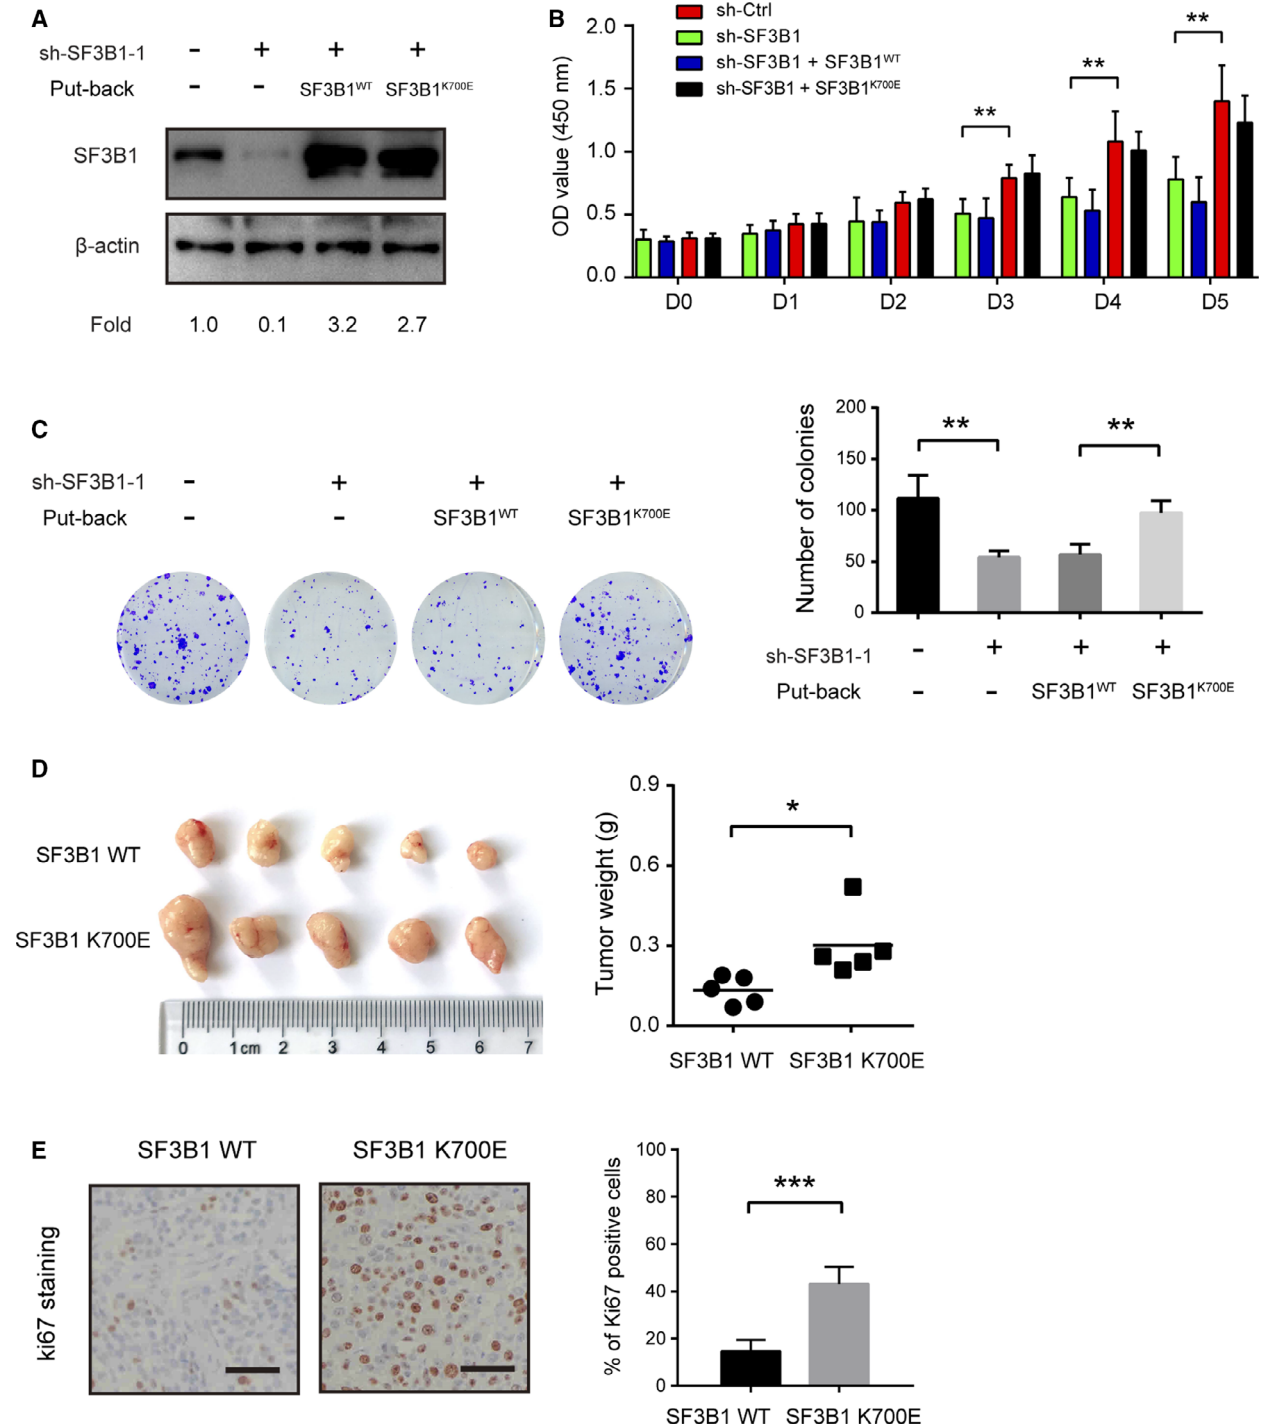 A
sh-SF3B1-1 - + + +
Put-back - - SF3B1WT SF3B1K700E
SF3B1
β-actin
Fold 1.0 0.1 3.2 2.7
B
sh-Ctrl
sh-SF3B1
sh-SF3B1 + SF3B1WT
sh-SF3B1 + SF3B1K700E
OD value (450 nm)
2.0
1.5
1.0
0.5
0.0
** ** **
D0 D1 D2 D3 D4 D5
C
sh-SF3B1-1 - + + +
Put-back - - SF3B1WT SF3B1K700E
Number of colonies
200
150
100
50
0
** **
sh-SF3B1-1 - + + +
Put-back - - SF3B1WT SF3B1K700E
D
SF3B1 WT
SF3B1 K700E
0 1cm 2 3 4 5 6 7
Tumor weight (g)
0.9
0.6
0.3
0.0
*
SF3B1 WT SF3B1 K700E
E
SF3B1 WT SF3B1 K700E
ki67 staining
% of Ki67 positive cells
100
80
60
40
20
0
***
SF3B1 WT SF3B1 K700E